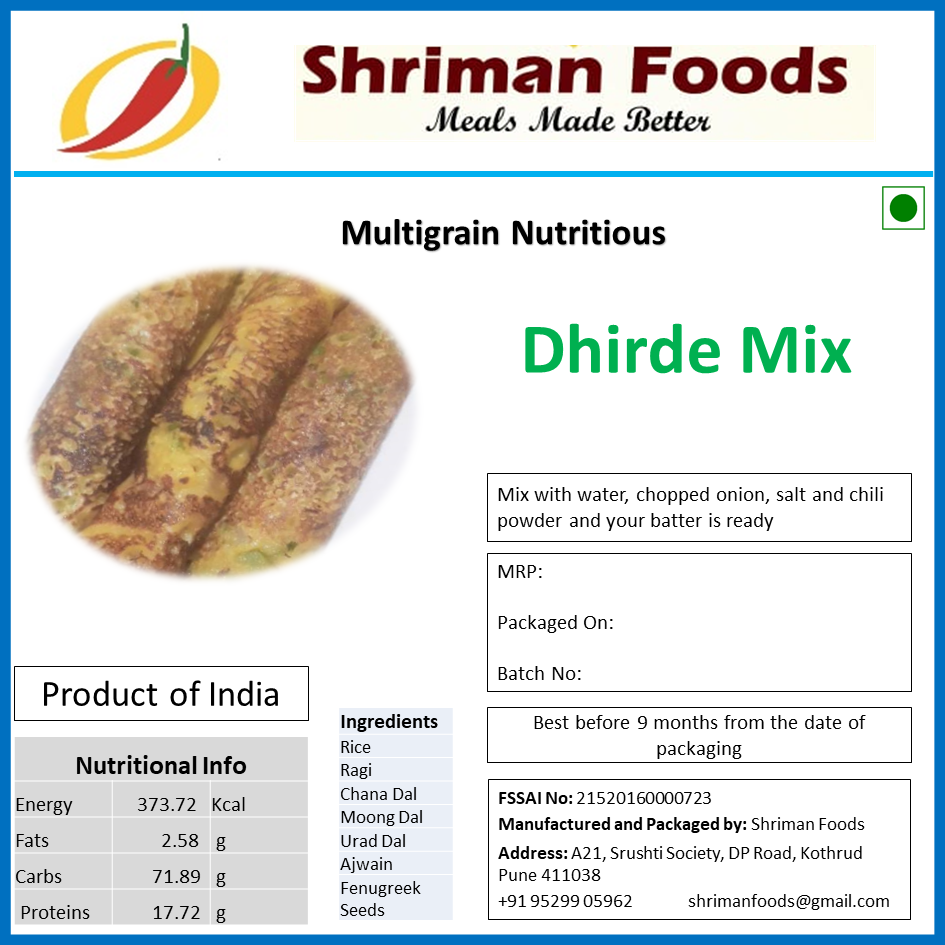 Shriman Foods
Meals Made Better
Multigrain Nutritious
Dhirde Mix
Mix with water, chopped onion, salt and chili
powder and your batter is ready
MRP:
Packaged On:
Batch No:
Best before 9 months from the date of
packaging
FSSAI No: 21520160000723
Manufactured and Packaged by: Shriman Foods
Address: A21, Srushti Society, DP Road, Kothrud
Pune 411038
+91 95299 05962 shrimanfoods@gmail.com
Product of India
Nutritional Info
Energy 373.72 Kcal
Fats 2.58 g
Carbs 71.89 g
Proteins 17.72 g
Ingredients
Rice
Ragi
Chana Dal
Moong Dal
Urad Dal
Ajwain
Fenugreek
Seeds